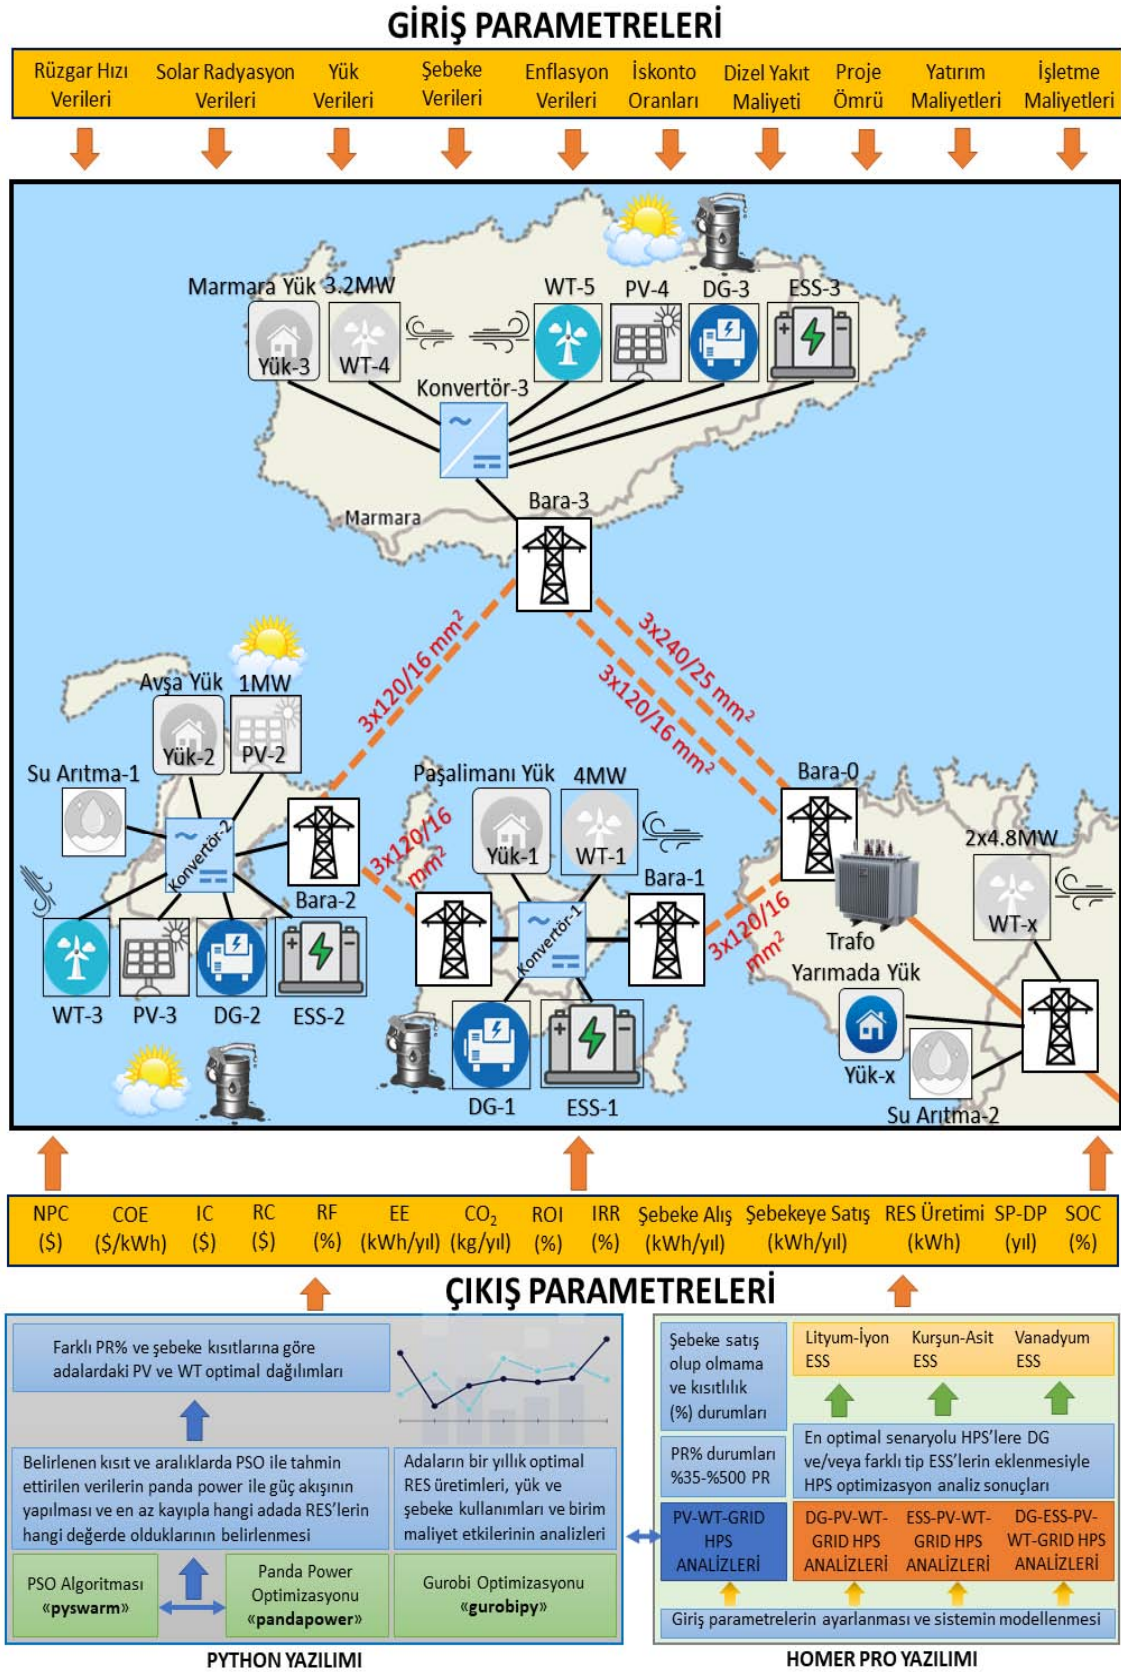 GİRİŞ PARAMETRELERİ
Rüzgar Hızı
Verileri
Solar Radyasyon
Verileri
Yük
Verileri
Şebeke
Verileri
Enflasyon
Verileri
İskonto
Oranları
Dizel Yakıt
Maliyeti
Proje
Ömrü
Yatırım
Maliyetleri
İşletme
Maliyetleri
Marmara Yük
3.2MW
WT-5
PV-4
DG-3
ESS-3
Yük-3
WT-4
Konvertör-3
Bara-3
Marmara
3x120/16 mm²
3x240/25 mm²
3x120/16 mm²
Avşa Yük
1MW
Yük-2
PV-2
Su Arıtma-1
Konvertör-2
Bara-2
WT-3
PV-3
DG-2
ESS-2
3x120/16
mm²
Paşalimanı Yük
4MW
Yük-1
WT-1
Bara-1
Konvertör-1
DG-1
ESS-1
3x120/16
mm²
Bara-0
Trafo
2x4.8MW
WT-x
Yarımada Yük
Yük-x
Su Arıtma-2
NPC
($)
COE
($/kWh)
IC
($)
RC
($)
RF
(%)
EE
(kWh/yıl)
CO₂
(kg/yıl)
ROI
(%)
IRR
(%)
Şebeke Alış
(kWh/yıl)
Şebekeye Satış
(kWh/yıl)
RES Üretimi
(kWh)
SP-DP
(yıl)
SOC
(%)
ÇIKIŞ PARAMETRELERİ
Farklı PR% ve şebeke kısıtlarına göre
adalardaki PV ve WT optimal dağılımları
Belirlenen kısıt ve aralıklarda PSO ile tahmin
ettirilen verilerin panda power ile güç akışının
yapılması ve en az kayıpla hangi adada RES'lerin
hangi değerde olduklarının belirlenmesi
Adaların bir yıllık optimal
RES üretimleri, yük ve
şebeke kullanımları ve birim
maliyet etkilerinin analizleri
PSO Algoritması
«pyswarm»
Panda Power
Optimizasyonu
«pandapower»
Gurobi Optimizasyonu
«gurobipy»
PYTHON YAZILIMI
Şebeke satış
olup olmama
ve kısıtlılık
(%) durumları
PR% durumları
%35-%500 PR
PV-WT-GRID
HPS
ANALİZLERİ
Lityum-İyon
ESS
Kurşun-Asit
ESS
Vanadyum
ESS
En optimal senaryolu HPS'lere DG
ve/veya farklı tip ESS'lerin eklenmesiyle
HPS optimizasyon analiz sonuçları
DG-PV-WT-
GRID HPS
ANALİZLERİ
ESS-PV-WT-
GRID HPS
ANALİZLERİ
DG-ESS-PV-
WT-GRID HPS
ANALİZLERİ
Giriş parametrelerin ayarlanması ve sistemin modellenmesi
HOMER PRO YAZILIMI